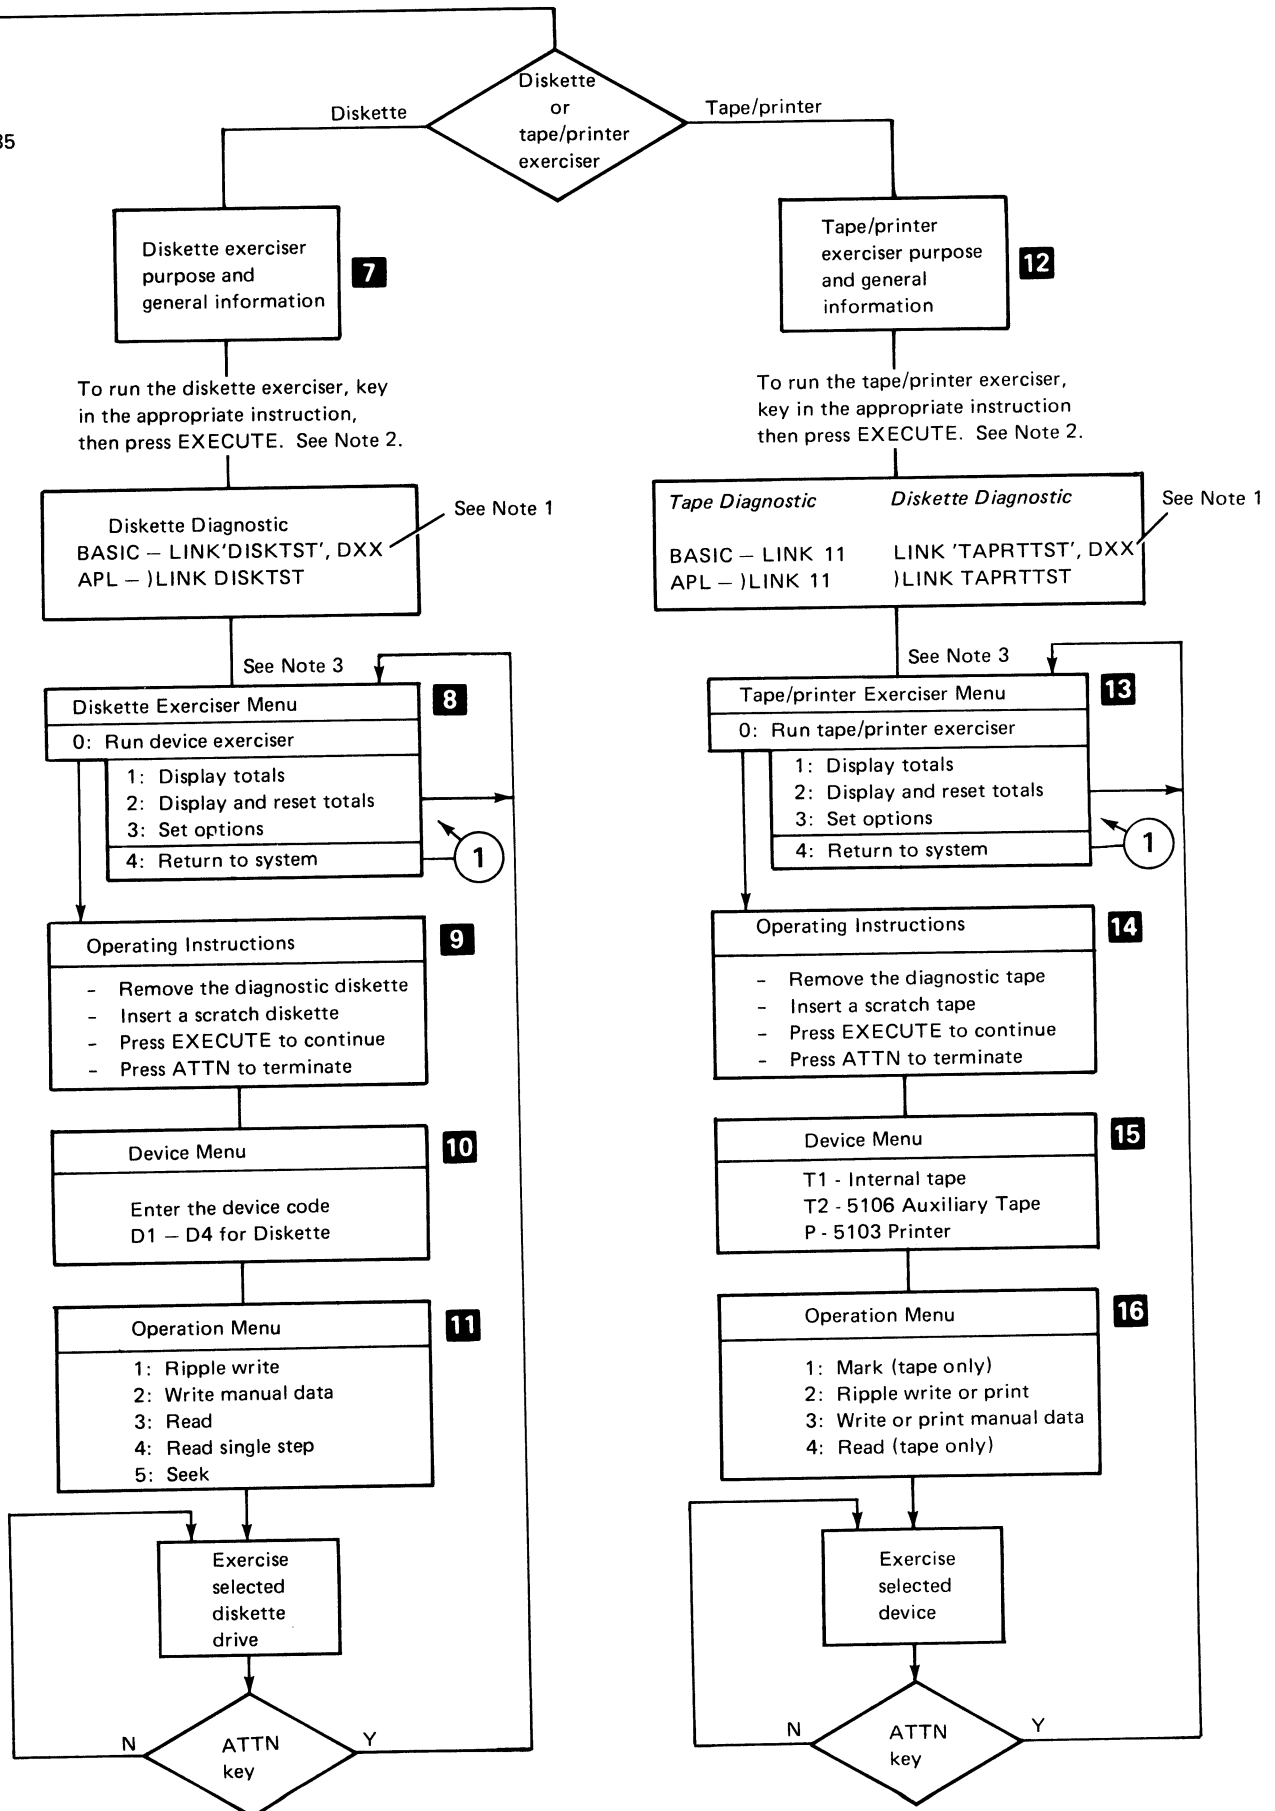 Diskette
or
tape/printer
exerciser
Diskette
Tape/printer
35
Diskette exerciser
purpose and
general information
7
To run the diskette exerciser, key
in the appropriate instruction,
then press EXECUTE. See Note 2.
Diskette Diagnostic
BASIC – LINK'DISKTST', DXX
APL – )LINK DISKTST
See Note 1
See Note 3
Diskette Exerciser Menu
8
0: Run device exerciser
1: Display totals
2: Display and reset totals
3: Set options
4: Return to system
1
Operating Instructions
9
– Remove the diagnostic diskette
– Insert a scratch diskette
– Press EXECUTE to continue
– Press ATTN to terminate
Device Menu
10
Enter the device code
D1 – D4 for Diskette
Operation Menu
11
1: Ripple write
2: Write manual data
3: Read
4: Read single step
5: Seek
Exercise
selected
diskette
drive
ATTN
key
N
Y
Tape/printer
exerciser purpose
and general
information
12
To run the tape/printer exerciser,
key in the appropriate instruction
then press EXECUTE. See Note 2.
Tape Diagnostic Diskette Diagnostic
BASIC – LINK 11 LINK 'TAPRTTST', DXX
APL – )LINK 11 )LINK TAPRTTST
See Note 1
See Note 3
Tape/printer Exerciser Menu
13
0: Run tape/printer exerciser
1: Display totals
2: Display and reset totals
3: Set options
4: Return to system
1
Operating Instructions
14
– Remove the diagnostic tape
– Insert a scratch tape
– Press EXECUTE to continue
– Press ATTN to terminate
Device Menu
15
T1 - Internal tape
T2 - 5106 Auxiliary Tape
P - 5103 Printer
Operation Menu
16
1: Mark (tape only)
2: Ripple write or print
3: Write or print manual data
4: Read (tape only)
Exercise
selected
device
ATTN
key
N
Y